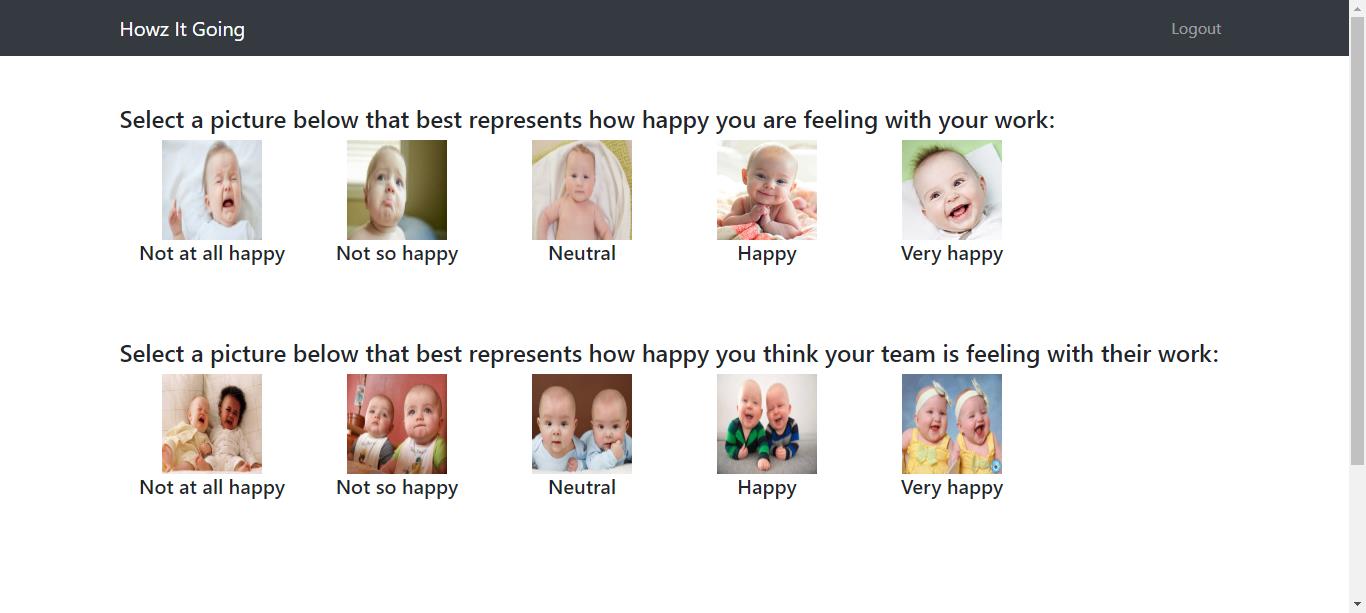 Howz It Going
Logout
Select a picture below that best represents how happy you are feeling with your work:
Not at all happy
Not so happy
Neutral
Happy
Very happy
Select a picture below that best represents how happy you think your team is feeling with their work:
Not at all happy
Not so happy
Neutral
Happy
Very happy